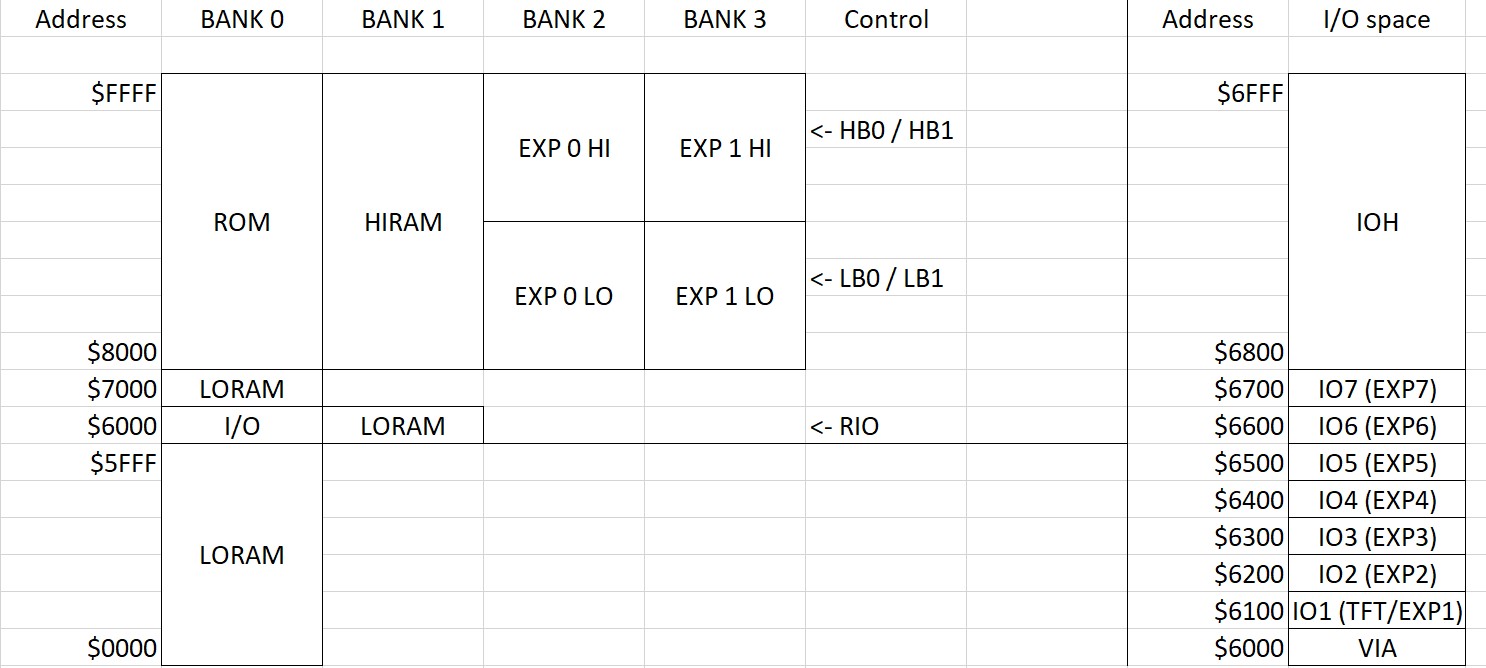 Address BANK 0 BANK 1 BANK 2 BANK 3 Control Address I/O space
$FFFF $6FFF
<- HB0 / HB1
EXP 0 HI EXP 1 HI
ROM HIRAM IOH
<- LB0 / LB1
EXP 0 LO EXP 1 LO
$8000 $6800
$7000 LORAM $6700 IO7 (EXP7)
$6000 I/O LORAM <- RIO $6600 IO6 (EXP6)
$5FFF $6500 IO5 (EXP5)
$6400 IO4 (EXP4)
$6300 IO3 (EXP3)
LORAM
$6200 IO2 (EXP2)
$6100 IO1 (TFT/EXP1)
$0000 $6000 VIA